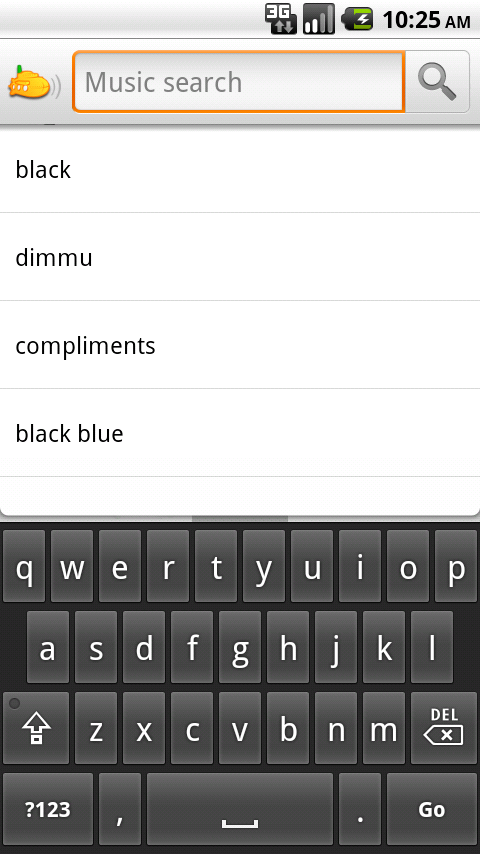 3G 10:25 AM
Music search
black
dimmu
compliments
black blue
q w e r t y u i o p
a s d f g h j k l
z x c v b n m DEL
?123 , . Go